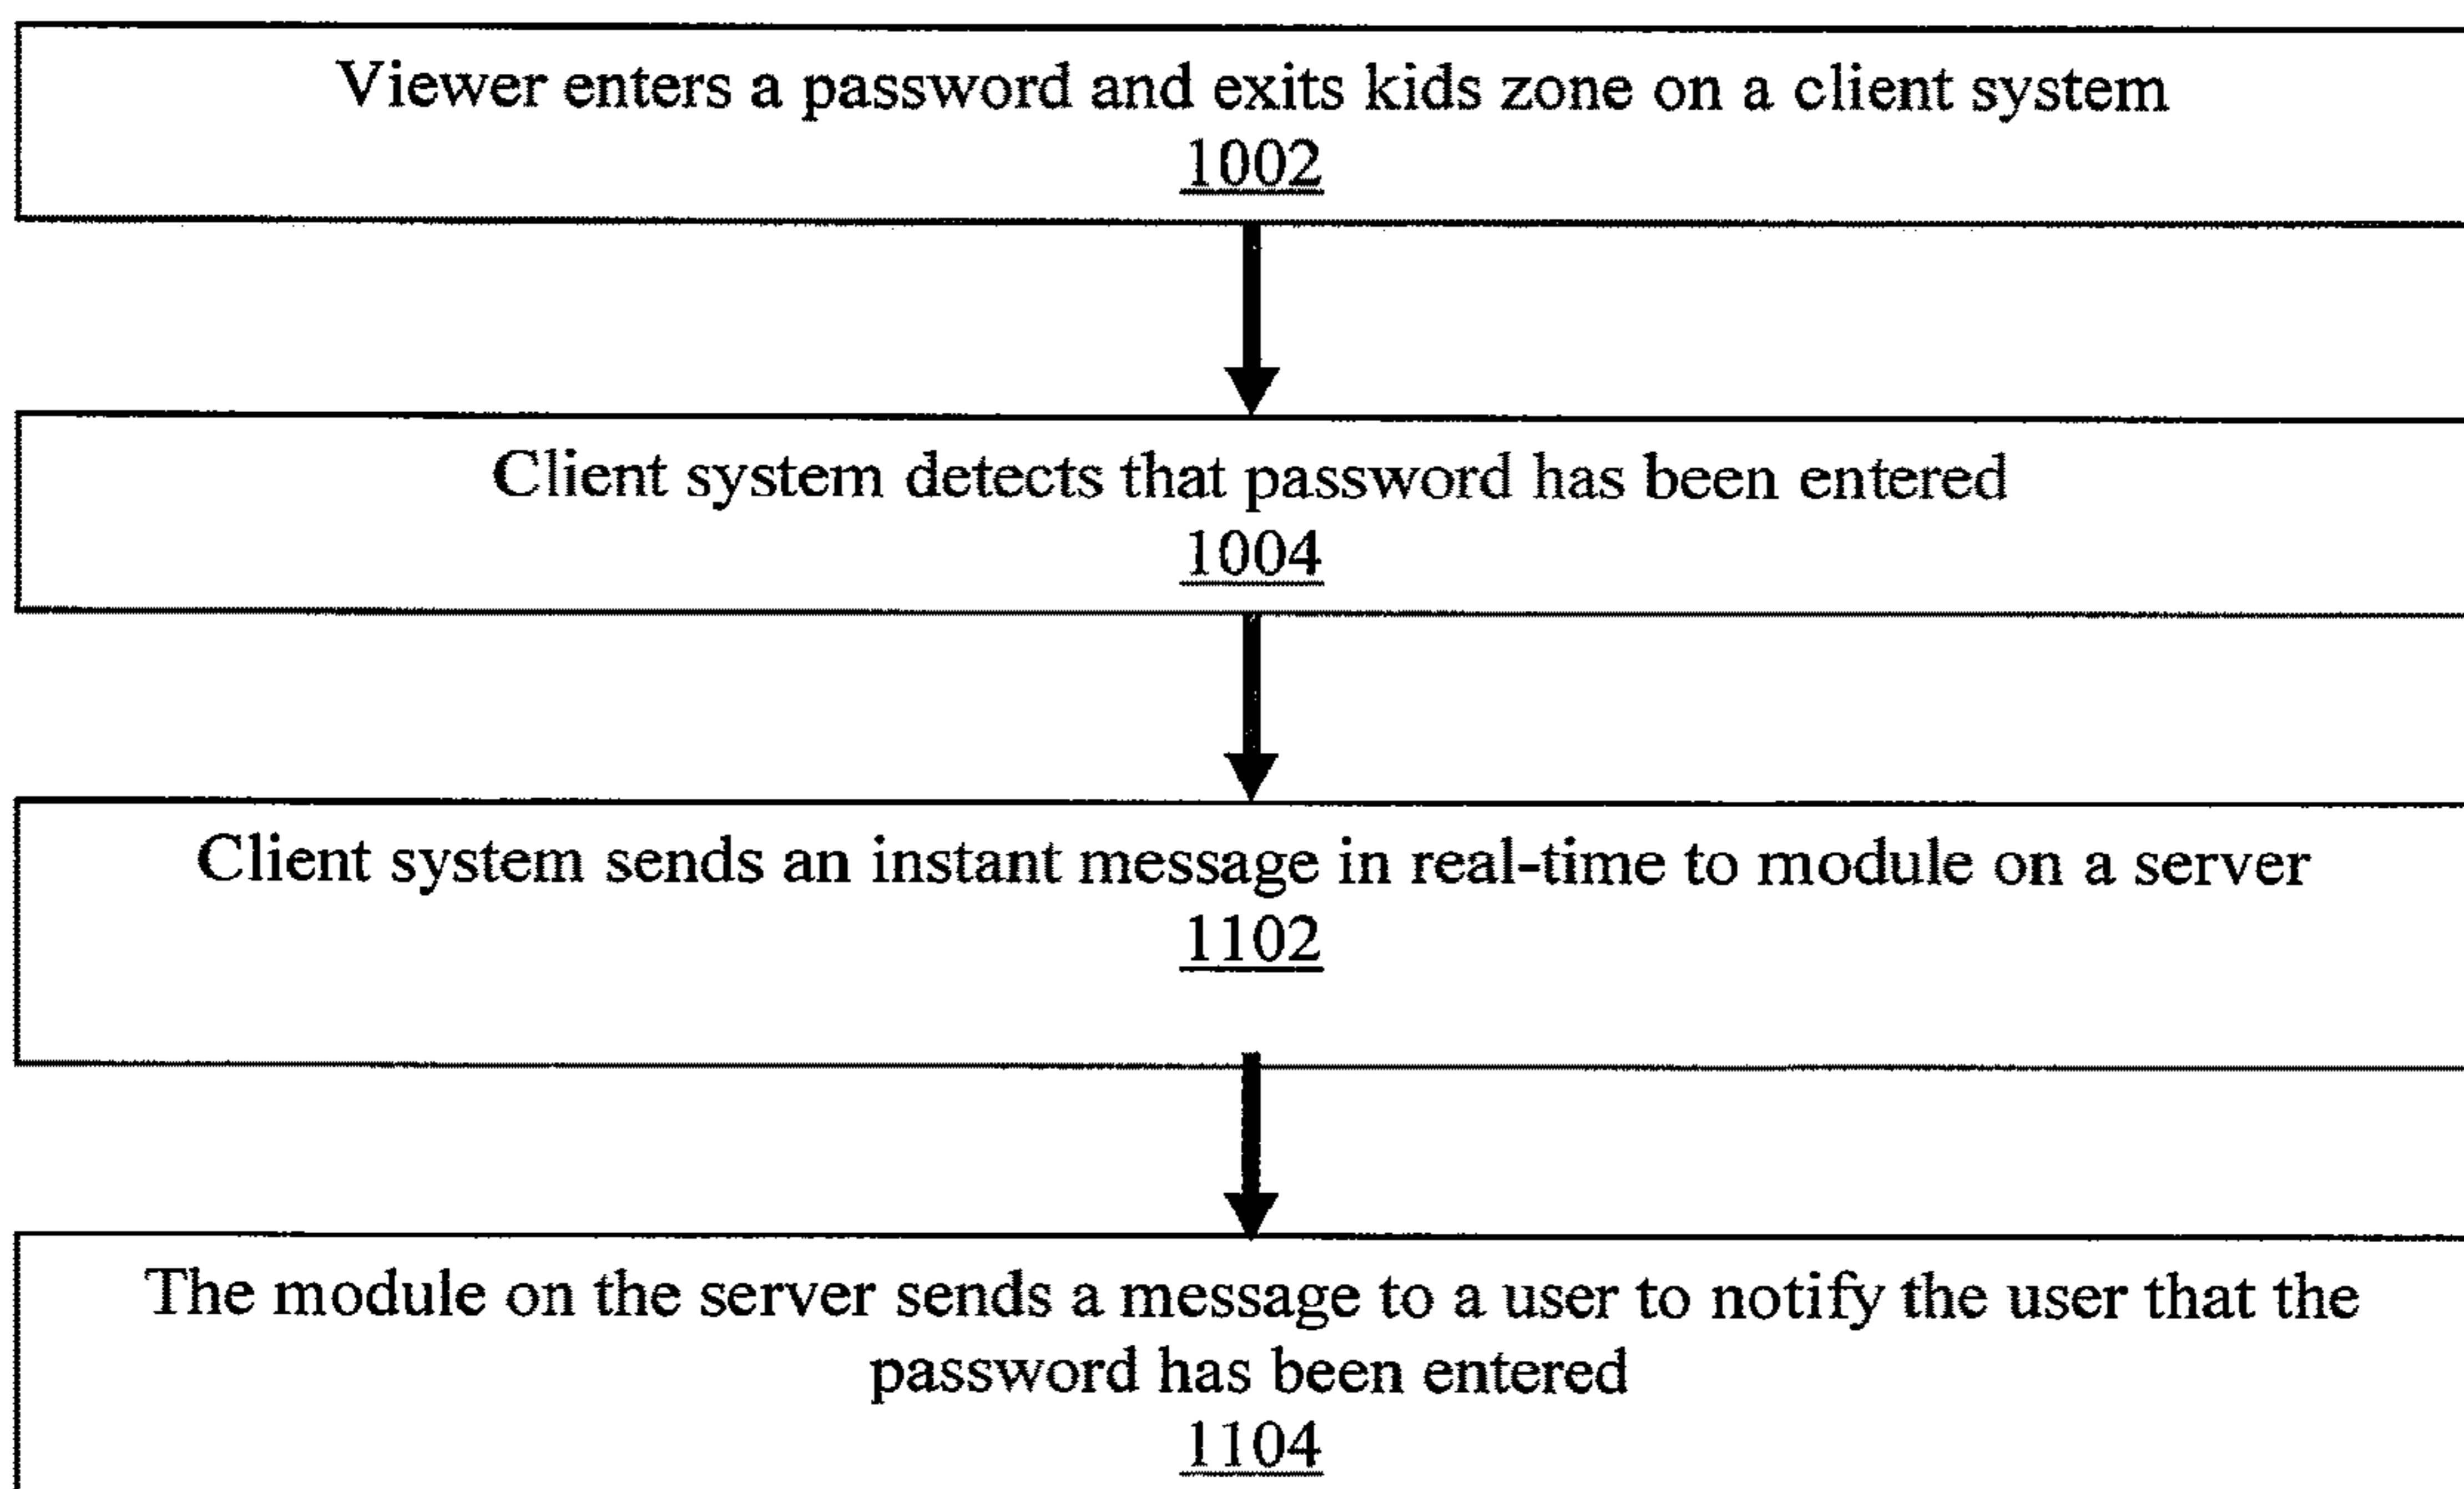 Viewer enters a password and exits kids zone on a client system
1002
Client system detects that password has been entered
1004
Client system sends an instant message in real-time to module on a server
1102
The module on the server sends a message to a user to notify the user that the
password has been entered
1104